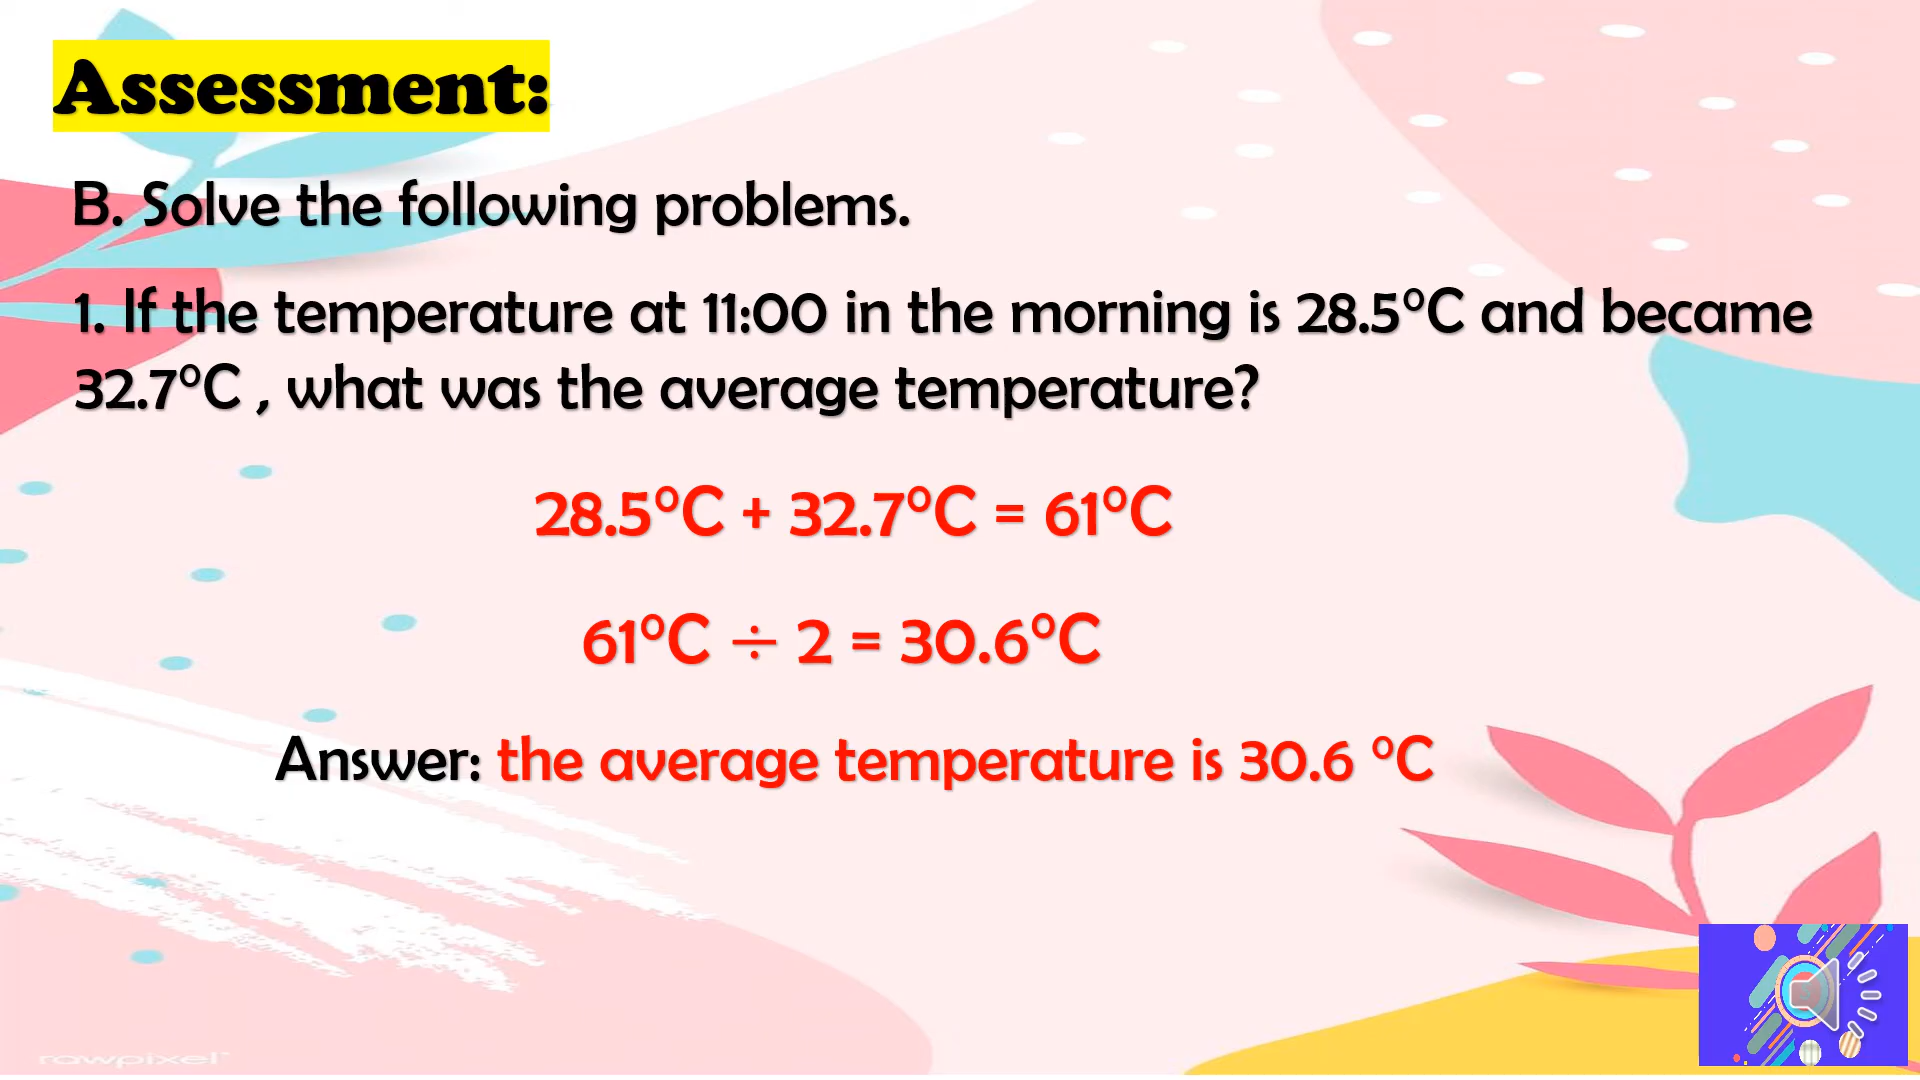 Assessment:
B. Solve the following problems.
1. If the temperature at 11:00 in the morning is 28.5°C and became
32.7°C , what was the average temperature?
28.5°C + 32.7°C = 61°C
61°C ÷ 2 = 30.6°C
Answer: the average temperature is 30.6 °C
rawpixel